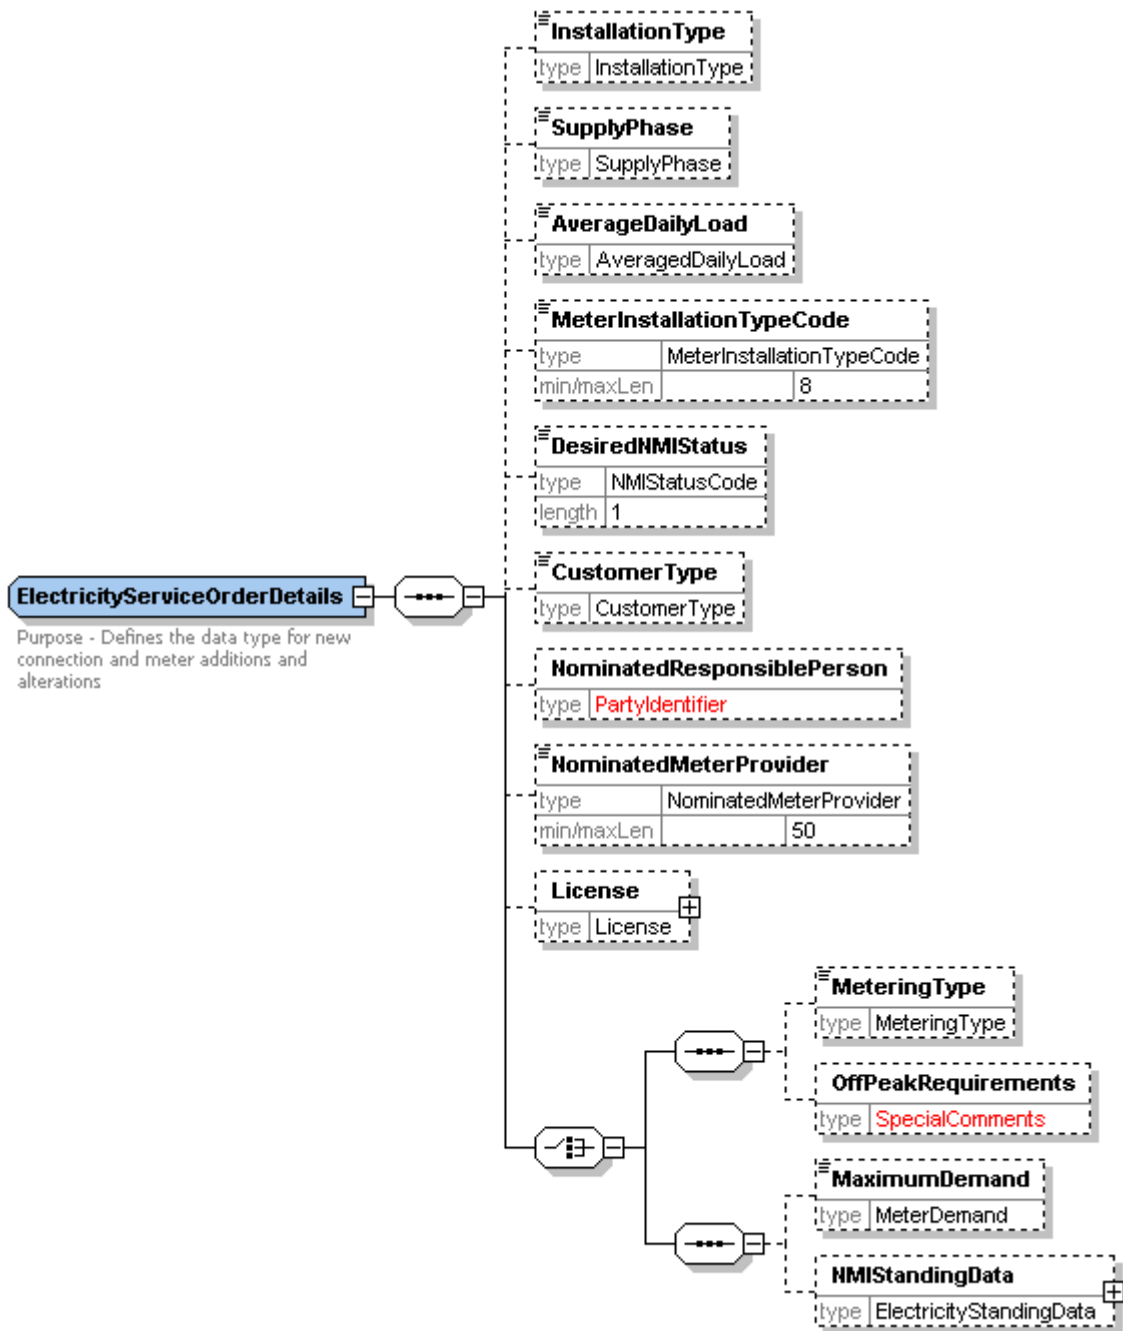 InstallationType
type InstallationType
SupplyPhase
type SupplyPhase
AverageDailyLoad
type AveragedDailyLoad
MeterInstallationTypeCode
type MeterInstallationTypeCode
min/maxLen 8
DesiredNMIStatus
type NMIStatusCode
length 1
ElectricityServiceOrderDetails
Purpose - Defines the data type for new
connection and meter additions and
alterations
CustomerType
type CustomerType
NominatedResponsiblePerson
type PartyIdentifier
NominatedMeterProvider
type NominatedMeterProvider
min/maxLen 50
License
type License
MeteringType
type MeteringType
OffPeakRequirements
type SpecialComments
MaximumDemand
type MeterDemand
NMIStandingData
type ElectricityStandingData